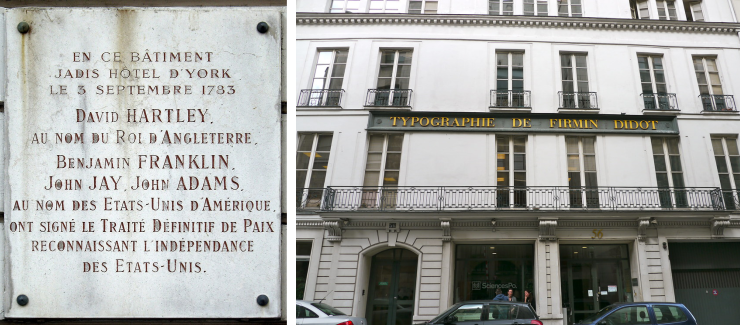 EN CE BÂTIMENT
JADIS HÔTEL D'YORK
LE 3 SEPTEMBRE 1783
DAVID HARTLEY,
AU NOM DU ROI D'ANGLETERRE,
BENJAMIN FRANKLIN,
JOHN JAY, JOHN ADAMS,
AU NOM DES ETATS-UNIS D'AMÉRIQUE,
ONT SIGNÉ LE TRAITÉ DÉFINITIF DE PAIX
RECONNAISSANT L'INDÉPENDANCE
DES ETATS-UNIS.
TYPOGRAPHIE DE FIRMIN DIDOT
56
SciencesPo.